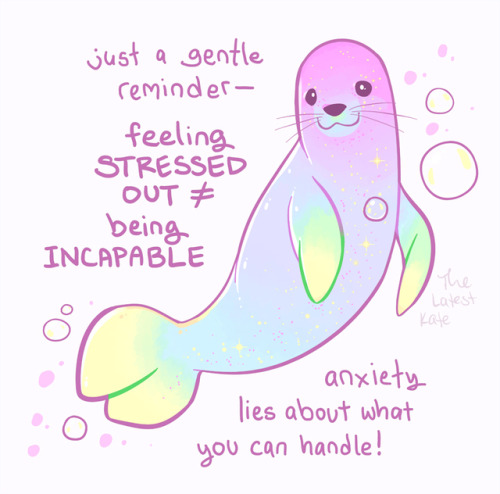 just a gentle
reminder—
feeling
STRESSED
OUT ≠
being
INCAPABLE
The
Latest
Kate
anxiety
lies about what
you can handle!